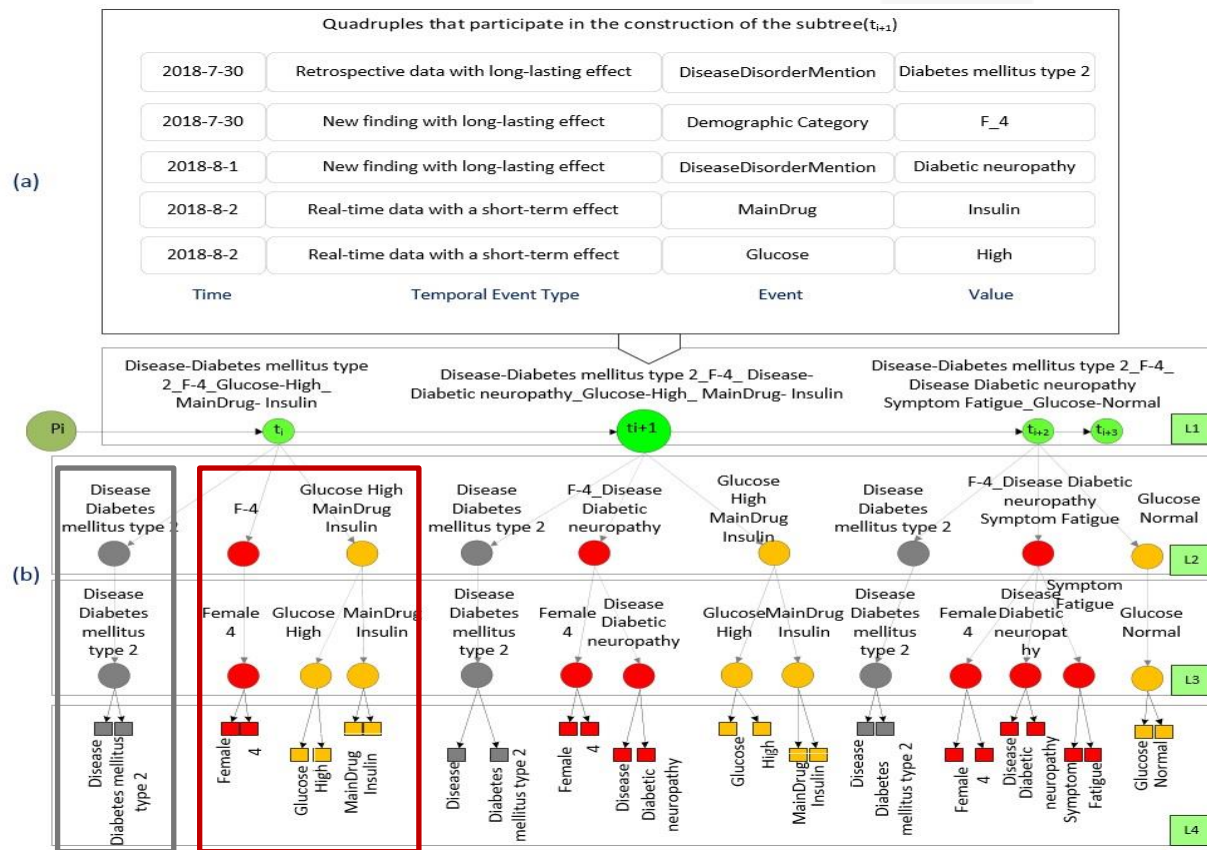 Quadruples that participate in the construction of the subtree(ti+1)
2018-7-30 Retrospective data with long-lasting effect DiseaseDisorderMention Diabetes mellitus type 2
2018-7-30 New finding with long-lasting effect Demographic Category F_4
(a)
2018-8-1 New finding with long-lasting effect DiseaseDisorderMention Diabetic neuropathy
2018-8-2 Real-time data with a short-term effect MainDrug Insulin
2018-8-2 Real-time data with a short-term effect Glucose High
Time Temporal Event Type Event Value
Disease-Diabetes mellitus type
2_F-4_Glucose-High_
MainDrug- Insulin
Disease-Diabetes mellitus type 2_F-4_ Disease-
Diabetic neuropathy_Glucose-High_ MainDrug- Insulin
Disease-Diabetes mellitus type 2_F-4_
Disease Diabetic neuropathy
Symptom Fatigue_Glucose-Normal
Pi
ti
ti+1
ti+2
ti+3
L1
(b)
Disease
Diabetes
mellitus type 2
F-4
Glucose High
MainDrug
Insulin
Disease
Diabetes
mellitus type 2
F-4_Disease
Diabetic
neuropathy
Glucose
High
MainDrug
Insulin
Disease
Diabetes
mellitus type 2
F-4_Disease Diabetic
neuropathy
Symptom Fatigue
Glucose
Normal
L2
Disease
Diabetes
mellitus
type 2
Female
4
Glucose
High
MainDrug
Insulin
Disease
Diabetes
mellitus
type 2
Female
4
Disease
Diabetic
neuropathy
Glucose
High
MainDrug
Insulin
Disease
Diabetes
mellitus
type 2
Female
4
Disease
Diabetic
neuropat
hy
Symptom
Fatigue
Glucose
Normal
L3
Disease
Diabetes mellitus
type 2
Female
4
Glucose
High
MainDrug
Insulin
Disease
Diabetes
mellitus type 2
Female
4
Disease
Diabetic
neuropathy
Glucose
High
MainDrug
Insulin
Disease
Diabetes
mellitus type 2
Female
4
Disease
Diabetic
neuropathy
Symptom
Fatigue
Glucose
Normal
L4